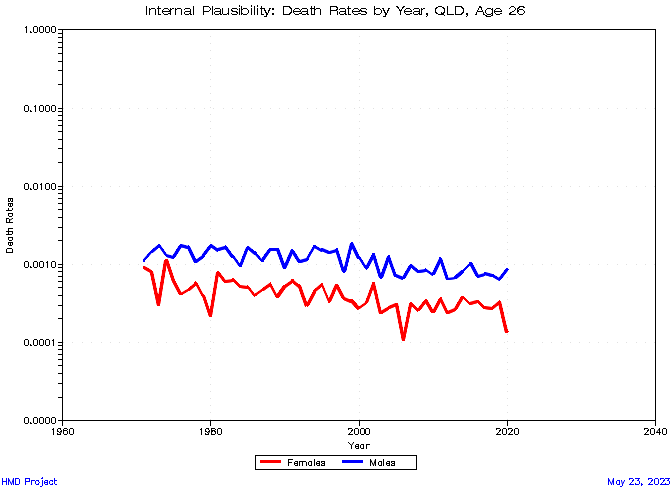 Internal Plausibility: Death Rates by Year, QLD, Age 26
1.0000
0.1000
0.0100
0.0010
0.0001
0.0000
Death Rates
1960 1980 2000 2020 2040
Year
Females Males
HMD Project May 23, 2023